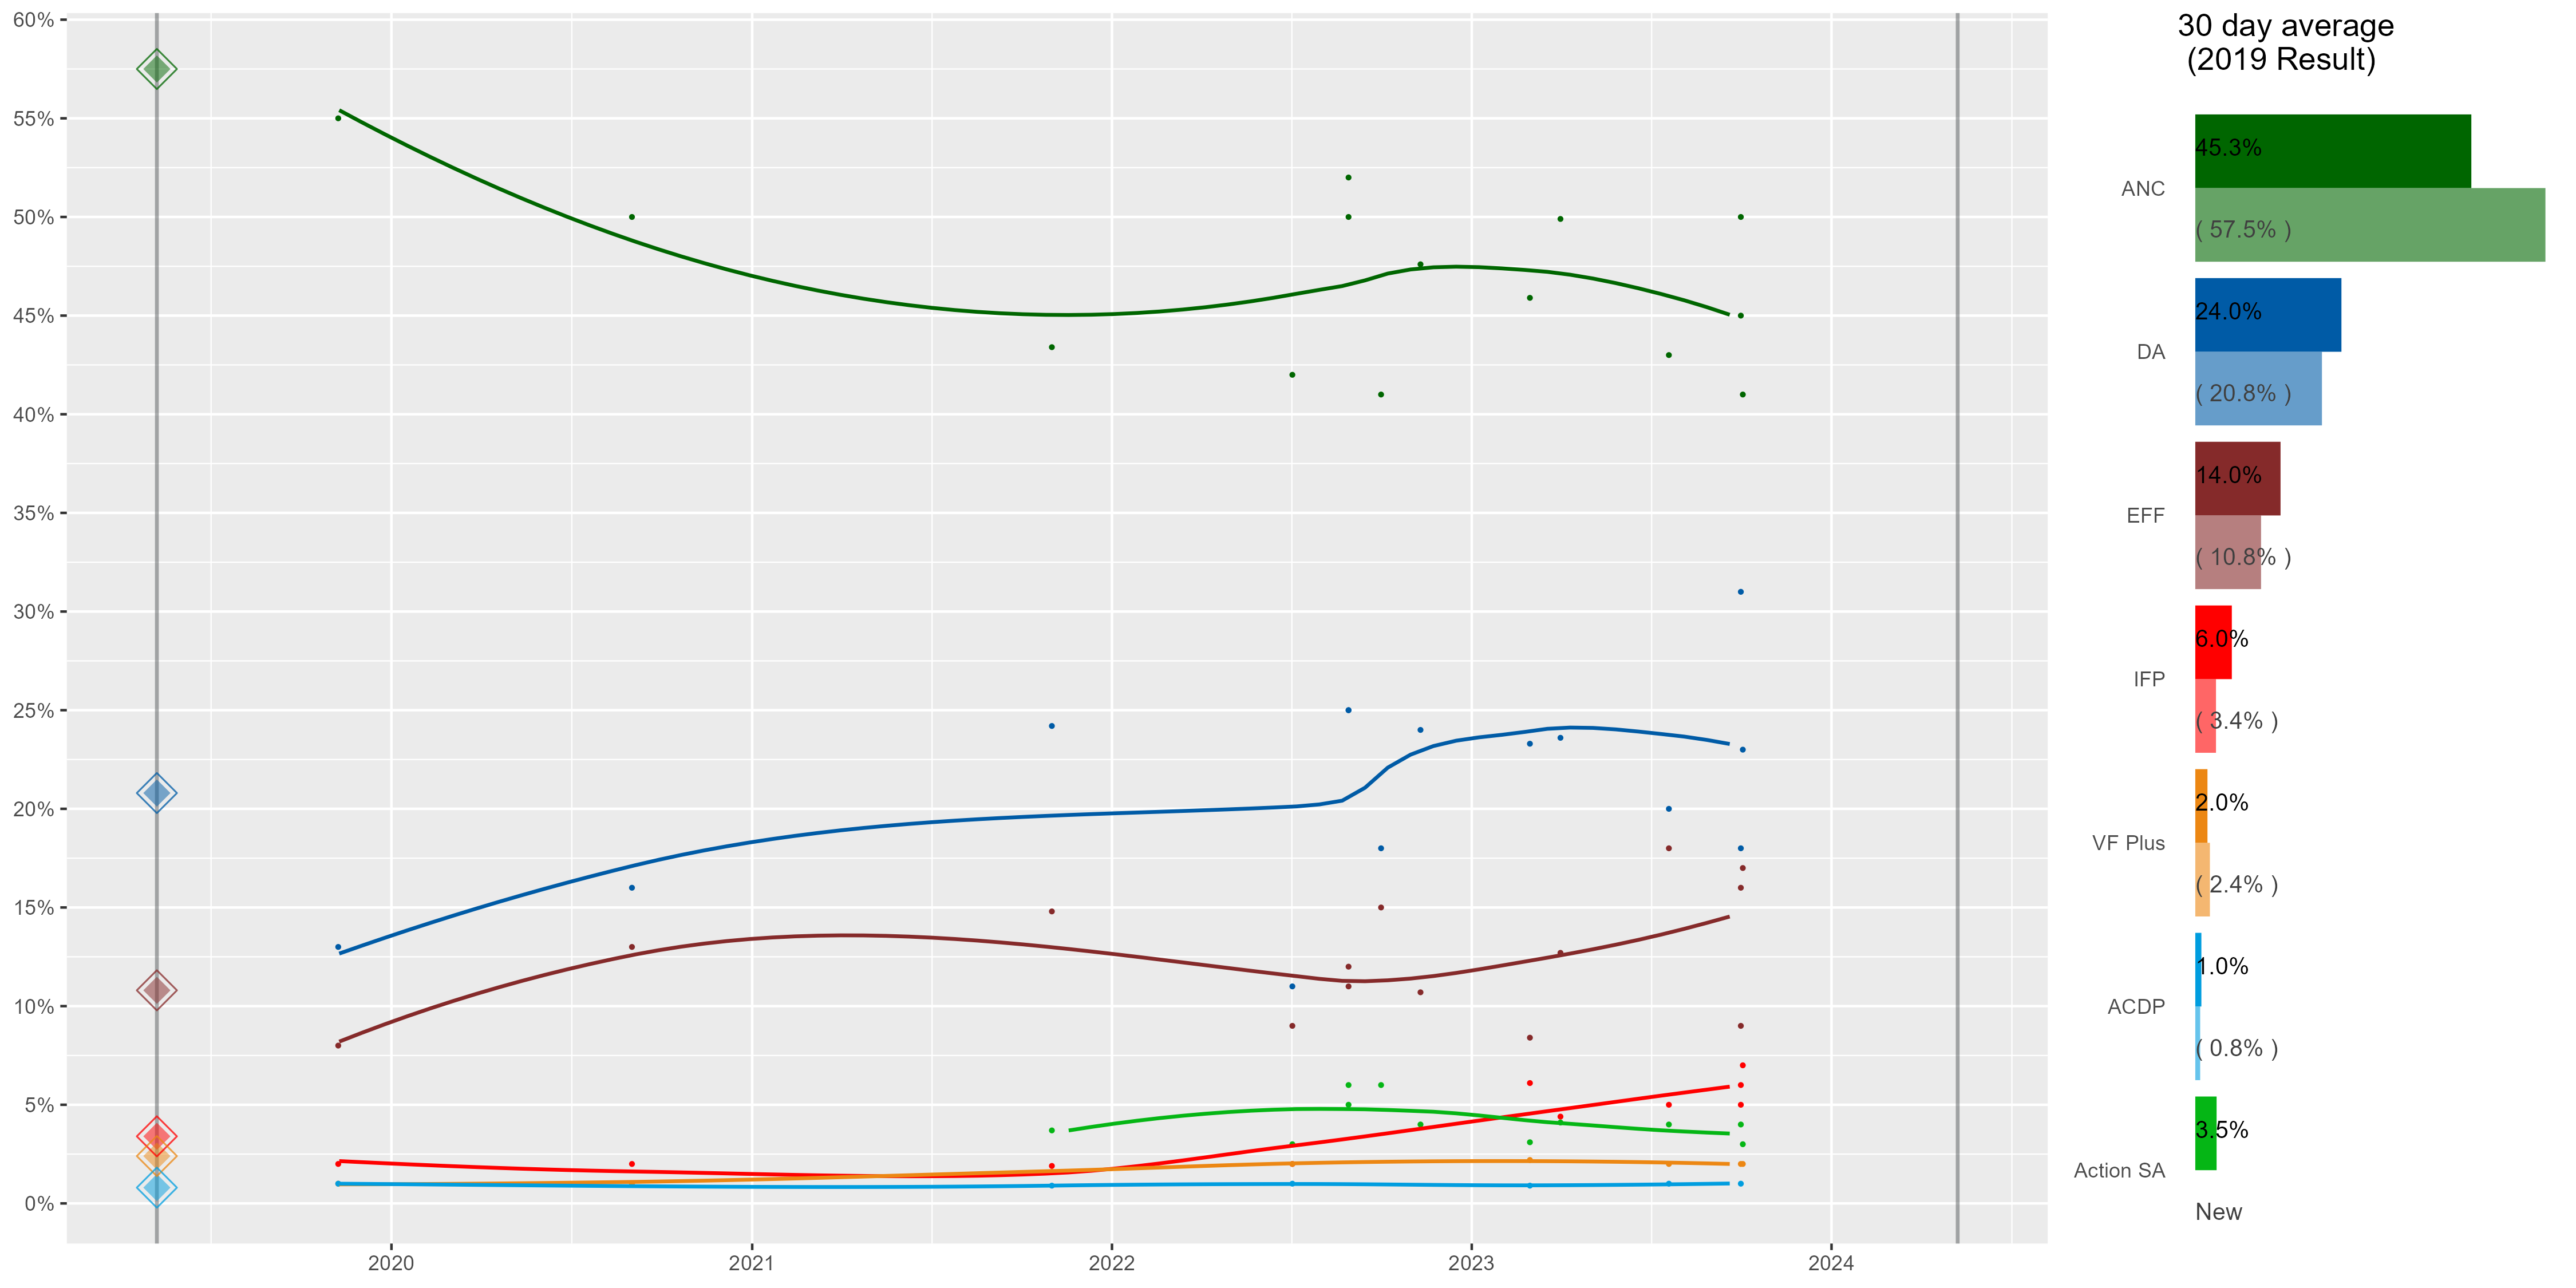 60%
55%
50%
45%
40%
35%
30%
25%
20%
15%
10%
5%
0%
2020
2021
2022
2023
2024
30 day average
(2019 Result)
ANC
45.3%
( 57.5% )
DA
24.0%
( 20.8% )
EFF
14.0%
( 10.8% )
IFP
6.0%
( 3.4% )
VF Plus
2.0%
( 2.4% )
ACDP
1.0%
( 0.8% )
Action SA
3.5%
New